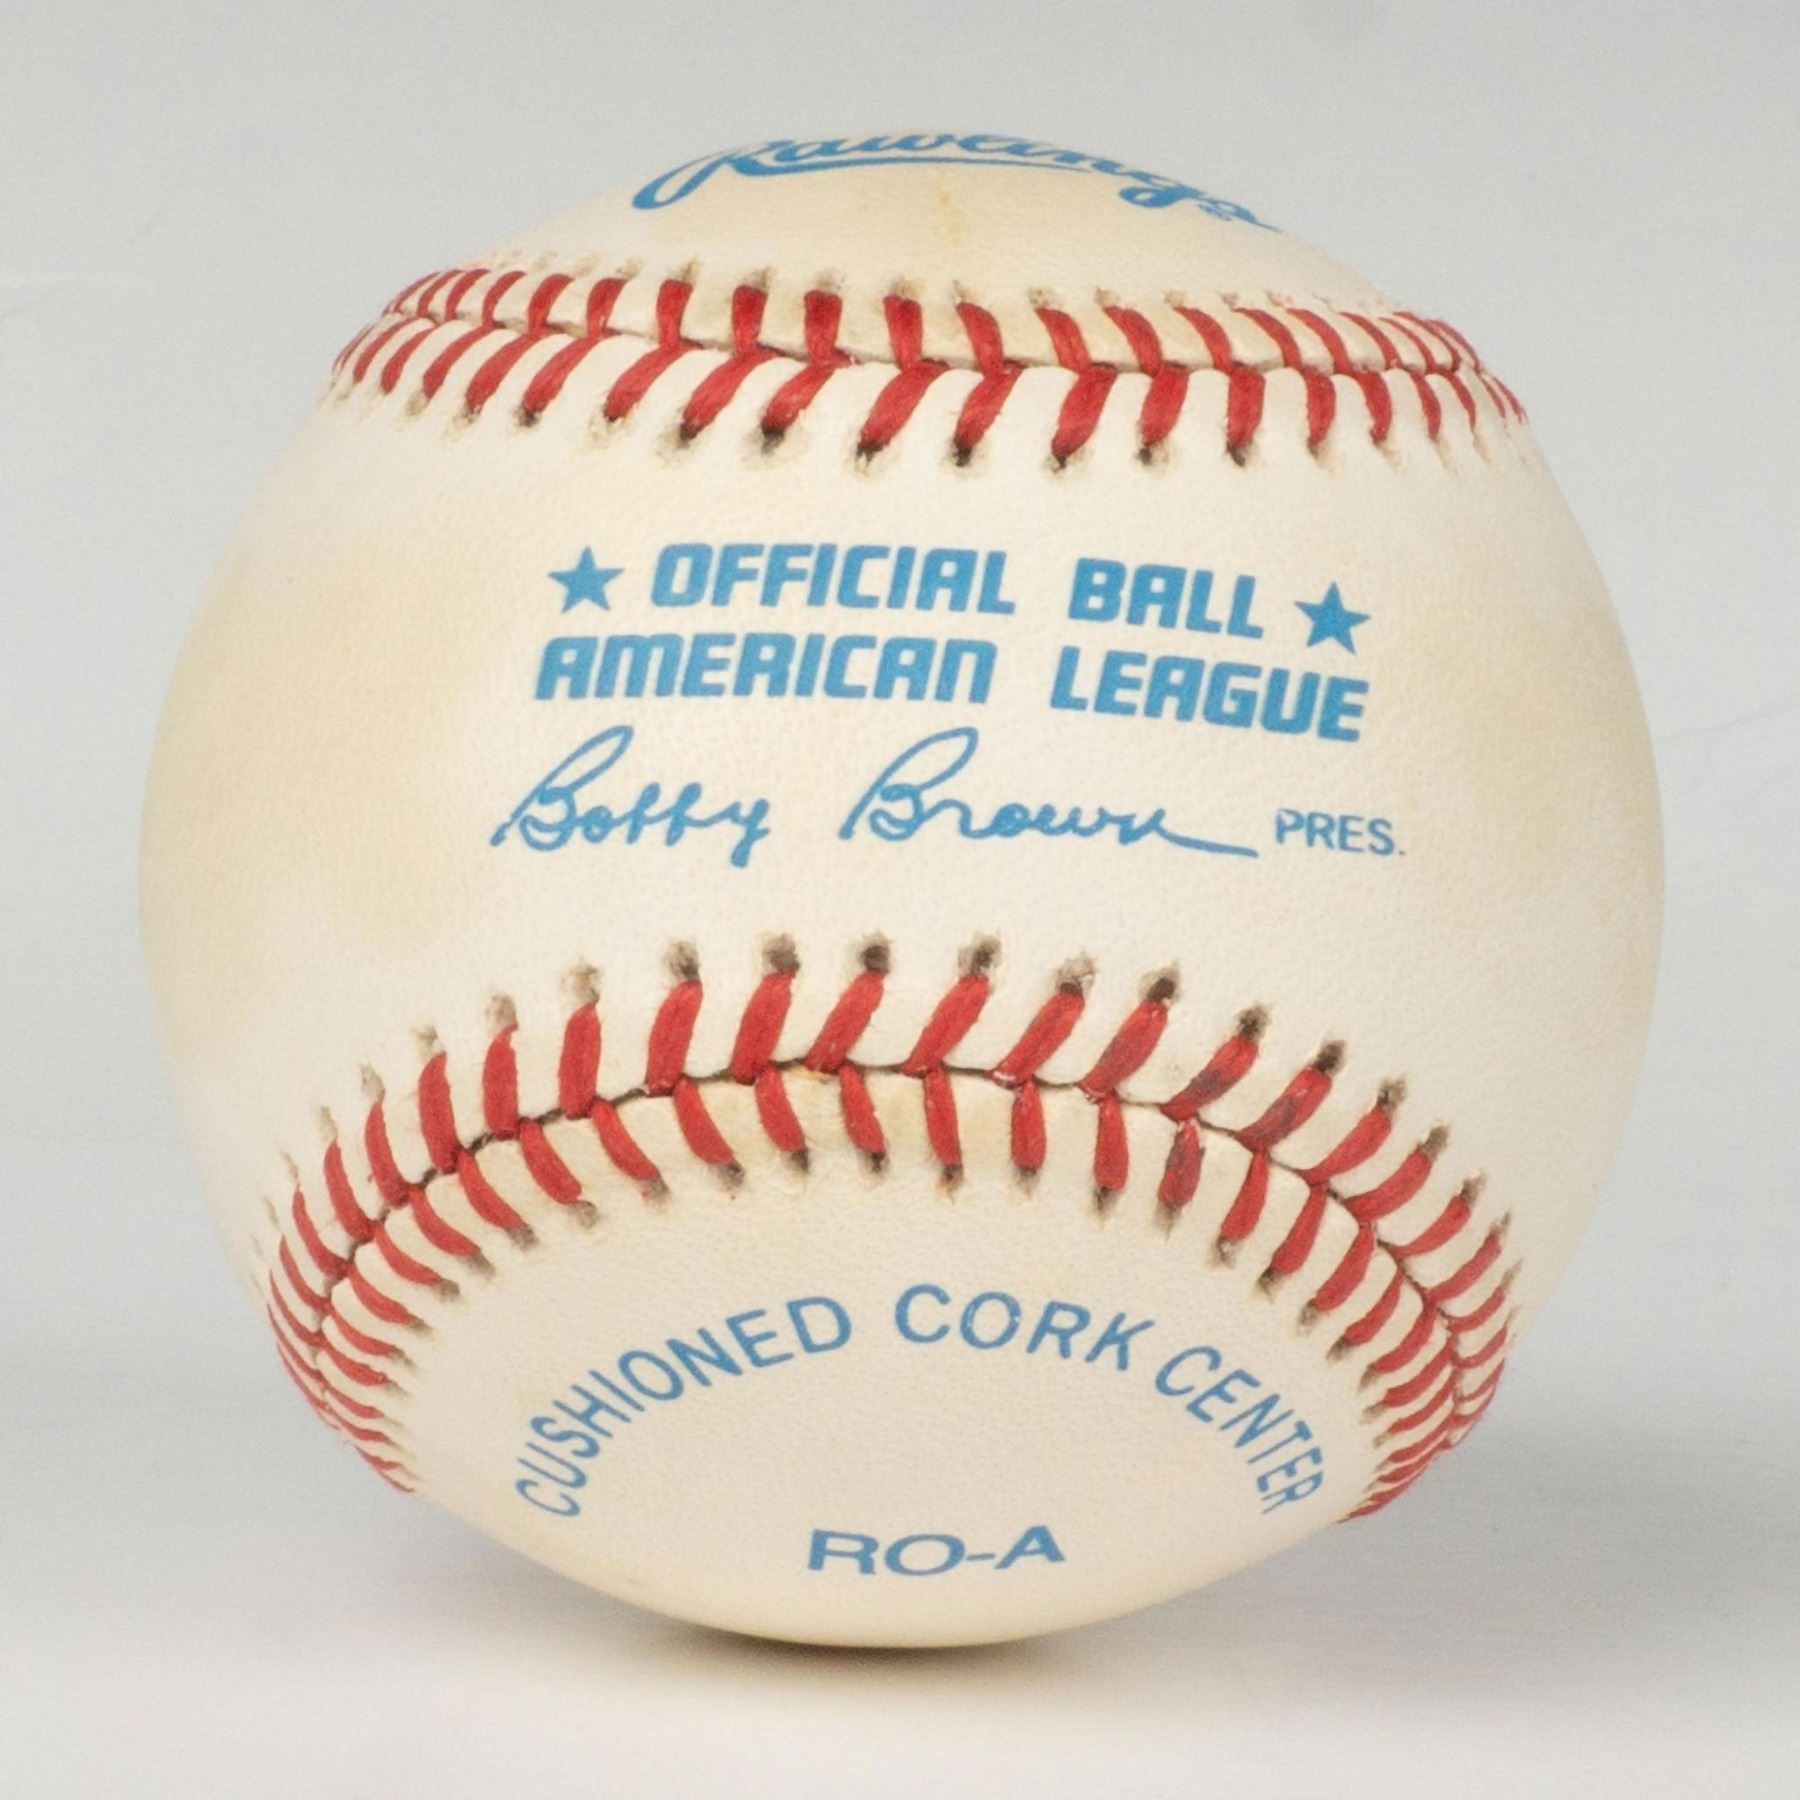 Rawlings
OFFICIAL BALL
AMERICAN LEAGUE
Bobby Brown PRES.
CUSHIONED CORK CENTER
RO-A